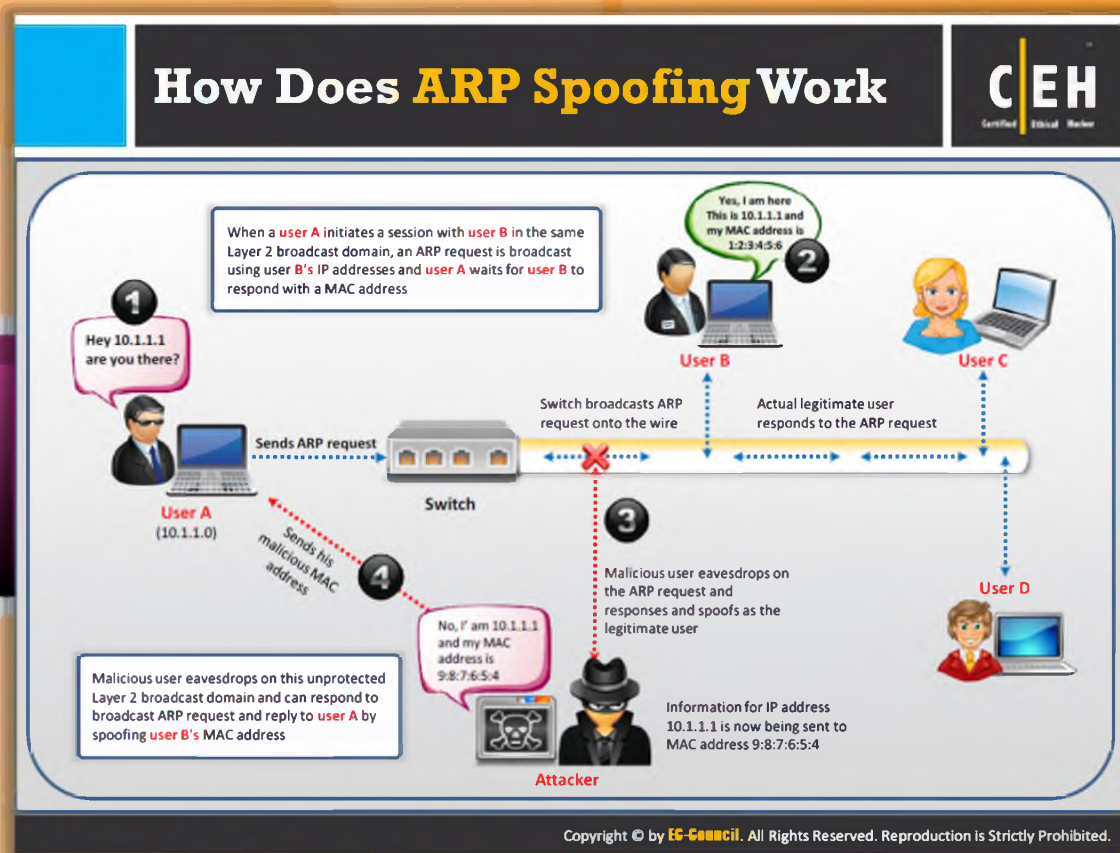 How Does ARP Spoofing Work
CEH
Certified Ethical Hacker
When a user A initiates a session with user B in the same
Layer 2 broadcast domain, an ARP request is broadcast
using user B's IP addresses and user A waits for user B to
respond with a MAC address
1
Hey 10.1.1.1
are you there?
User A
(10.1.1.0)
Sends ARP request
Switch
Switch broadcasts ARP
request onto the wire
Yes, I am here
This is 10.1.1.1 and
my MAC address is
1:2:3:4:5:6
2
User B
Actual legitimate user
responds to the ARP request
User C
User D
3
Malicious user eavesdrops on
the ARP request and
responses and spoofs as the
legitimate user
4
Sends his
malicious MAC
address
No, I' am 10.1.1.1
and my MAC
address is
9:8:7:6:5:4
Attacker
Information for IP address
10.1.1.1 is now being sent to
MAC address 9:8:7:6:5:4
Malicious user eavesdrops on this unprotected
Layer 2 broadcast domain and can respond to
broadcast ARP request and reply to user A by
spoofing user B's MAC address
Copyright © by EC-Council. All Rights Reserved. Reproduction is Strictly Prohibited.